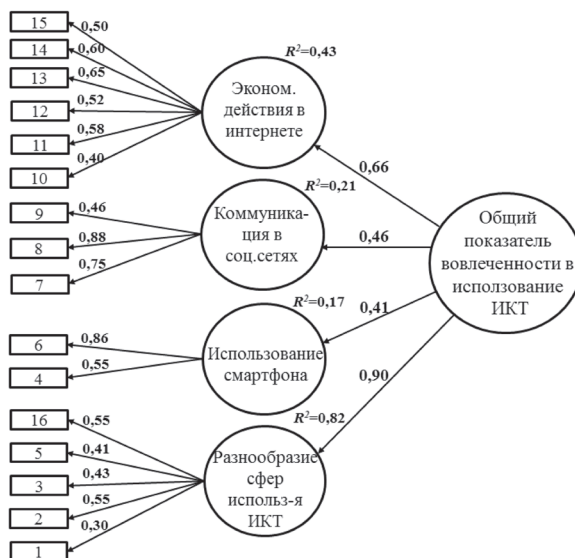 15
0,50
14
0,60
13
0,65
12
0,52
11
0,58
10
0,40
R²=0,43
Эконом.
действия в
интернете
0,66
9
0,46
8
0,88
7
0,75
R²=0,21
Коммуника-
ция в
соц.сетях
0,46
Общий
показатель
вовлеченности в
исползование
ИКТ
6
0,86
4
0,55
R²=0,17
Использование
смартфона
0,41
16
0,55
5
0,41
3
0,43
2
0,55
1
0,30
R²=0,82
Разнообразие
сфер
использ-я
ИКТ
0,90